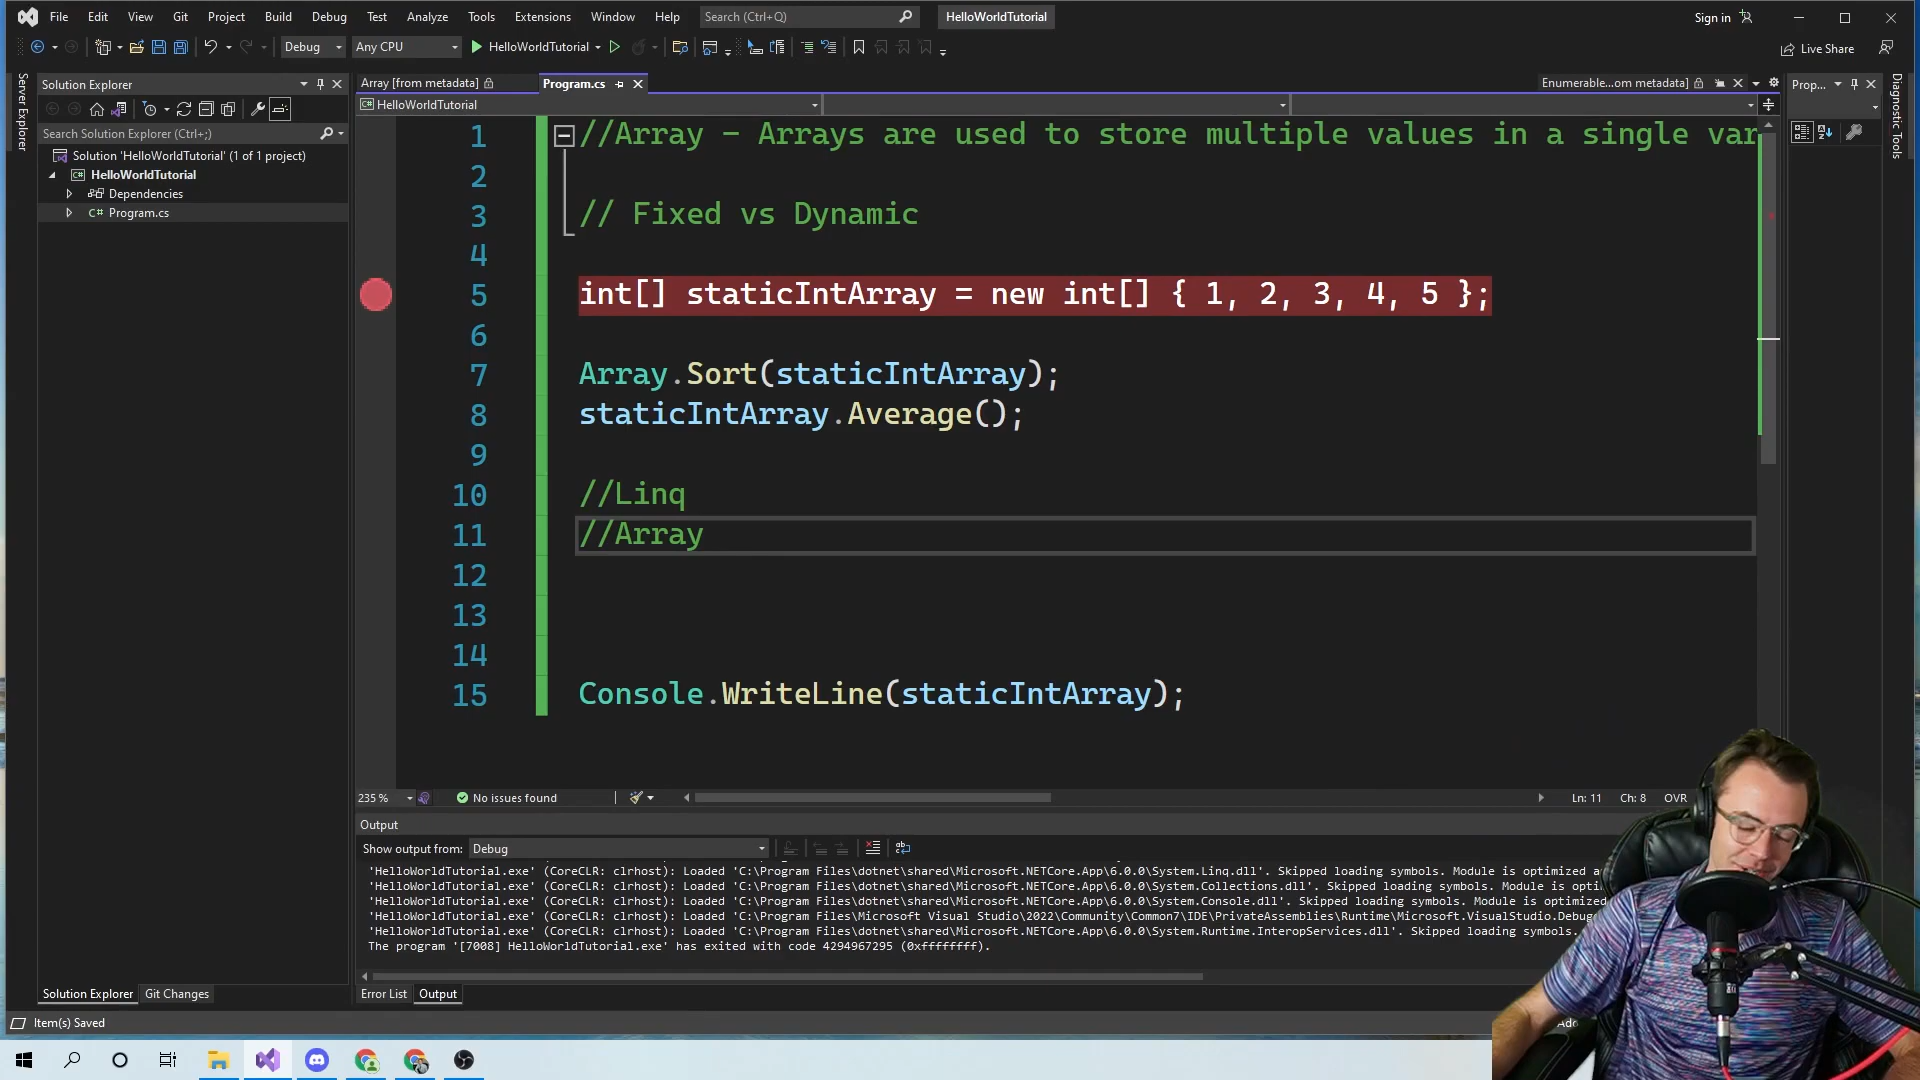 File Edit View Git Project Build Debug Test Analyze Tools Extensions Window Help Search (Ctrl+Q) HelloWorldTutorial Sign in
Debug Any CPU HelloWorldTutorial Live Share
Server Explorer
Solution Explorer
Search Solution Explorer (Ctrl+;)
Solution 'HelloWorldTutorial' (1 of 1 project)
C# HelloWorldTutorial
Dependencies
C# Program.cs
Array [from metadata] Program.cs Enumerable...om metadata] Prop...
C# HelloWorldTutorial
Diagnostic Tools
1 //Array - Arrays are used to store multiple values in a single var
2
3 // Fixed vs Dynamic
4
5 int[] staticIntArray = new int[] { 1, 2, 3, 4, 5 };
6
7 Array.Sort(staticIntArray);
8 staticIntArray.Average();
9
10 //Linq
11 //Array
12
13
14
15 Console.WriteLine(staticIntArray);
235 % No issues found Ln: 11 Ch: 8 OVR
Output
Show output from: Debug
'HelloWorldTutorial.exe' (CoreCLR: clrhost): Loaded 'C:\Program Files\dotnet\shared\Microsoft.NETCore.App\6.0.0\System.Linq.dll'. Skipped loading symbols. Module is optimized a
'HelloWorldTutorial.exe' (CoreCLR: clrhost): Loaded 'C:\Program Files\dotnet\shared\Microsoft.NETCore.App\6.0.0\System.Collections.dll'. Skipped loading symbols. Module is opti
'HelloWorldTutorial.exe' (CoreCLR: clrhost): Loaded 'C:\Program Files\dotnet\shared\Microsoft.NETCore.App\6.0.0\System.Console.dll'. Skipped loading symbols. Module is optimized
'HelloWorldTutorial.exe' (CoreCLR: clrhost): Loaded 'C:\Program Files\Microsoft Visual Studio\2022\Community\Common7\IDE\PrivateAssemblies\Runtime\Microsoft.VisualStudio.Debug
'HelloWorldTutorial.exe' (CoreCLR: clrhost): Loaded 'C:\Program Files\dotnet\shared\Microsoft.NETCore.App\6.0.0\System.Runtime.InteropServices.dll'. Skipped loading symbols.
The program '[7008] HelloWorldTutorial.exe' has exited with code 4294967295 (0xffffffff).
Solution Explorer Git Changes Error List Output
Item(s) Saved Add